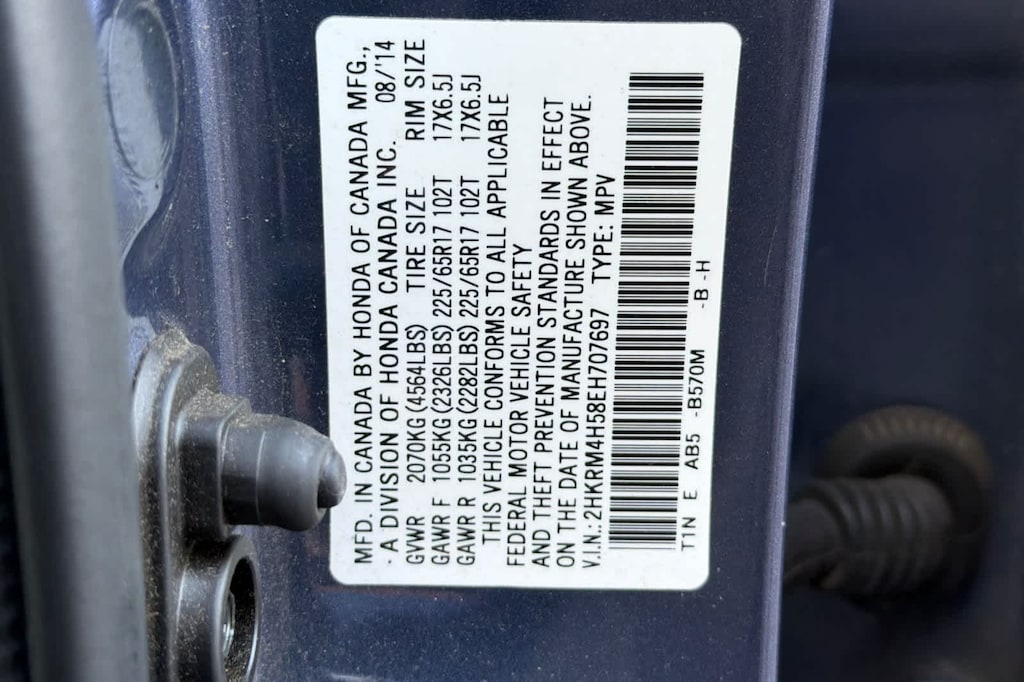 MFD. IN CANADA BY HONDA OF CANADA MFG.,
- A DIVISION OF HONDA CANADA INC. 08/'14
GVWR 2070KG(4564LBS) TIRE SIZE RIM SIZE
GAWR F 1055KG(2326LBS) 225/65R17 102T 17X6.5J
GAWR R 1035KG(2282LBS) 225/65R17 102T 17X6.5J
THIS VEHICLE CONFORMS TO ALL APPLICABLE
FEDERAL MOTOR VEHICLE SAFETY
AND THEFT PREVENTION STANDARDS IN EFFECT
ON THE DATE OF MANUFACTURE SHOWN ABOVE.
V.I.N.: 2HKRM4H58EH707697 TYPE: MPV
T1N E AB5 -B570M -B -H